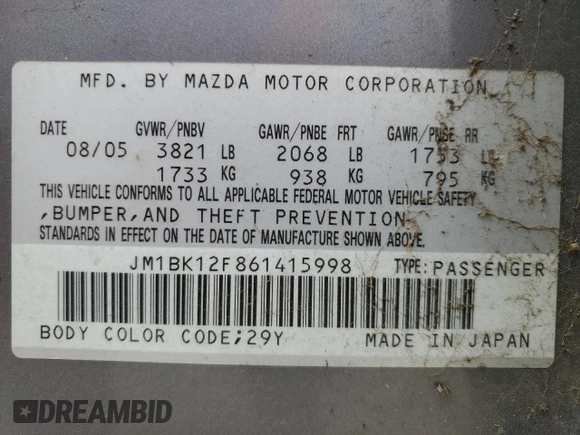 MFD. BY MAZDA MOTOR CORPORATION
DATE GVWR/PNBV GAWR/PNBE FRT GAWR/PNBE RR
08/05 3821 LB 2068 LB 1753 LB
1733 KG 938 KG 795 KG
THIS VEHICLE CONFORMS TO ALL APPLICABLE FEDERAL MOTOR VEHICLE SAFETY
,BUMPER,AND THEFT PREVENTION
STANDARDS IN EFFECT ON THE DATE OF MANUFACTURE SHOWN ABOVE.
JM1BK12F861415998 TYPE:PASSENGER
BODY COLOR CODE;29Y MADE IN JAPAN
DREAMBID